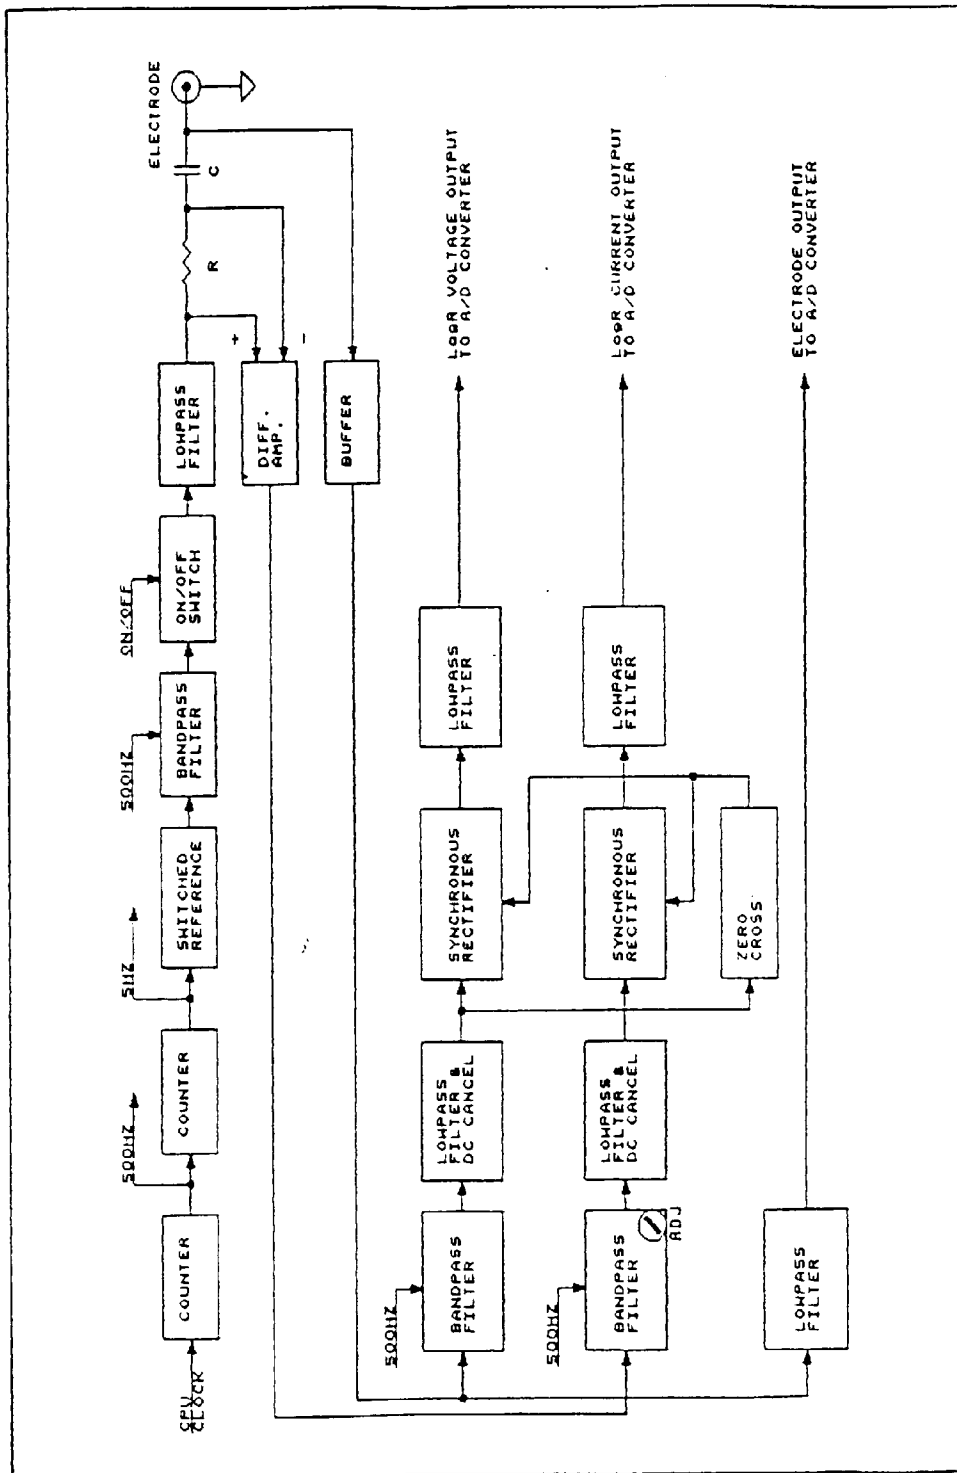 CPU
CLOCK
COUNTER
500HZ
COUNTER
5HZ
SWITCHED
REFERENCE
500HZ
BANDPASS
FILTER
ON/OFF
ON/OFF
SWITCH
LOWPASS
FILTER
R
C
ELECTRODE
+
-
DIFF.
AMP.
BUFFER
500HZ
BANDPASS
FILTER
LOWPASS
FILTER &
DC CANCEL
SYNCHRONOUS
RECTIFIER
LOWPASS
FILTER
VOLTAGE OUTPUT
TO A/D CONVERTER
500HZ
BANDPASS
FILTER
ADJ
LOWPASS
FILTER &
DC CANCEL
SYNCHRONOUS
RECTIFIER
LOWPASS
FILTER
CURRENT OUTPUT
TO A/D CONVERTER
ZERO
CROSS
LOWPASS
FILTER
ELECTRODE OUTPUT
TO A/D CONVERTER